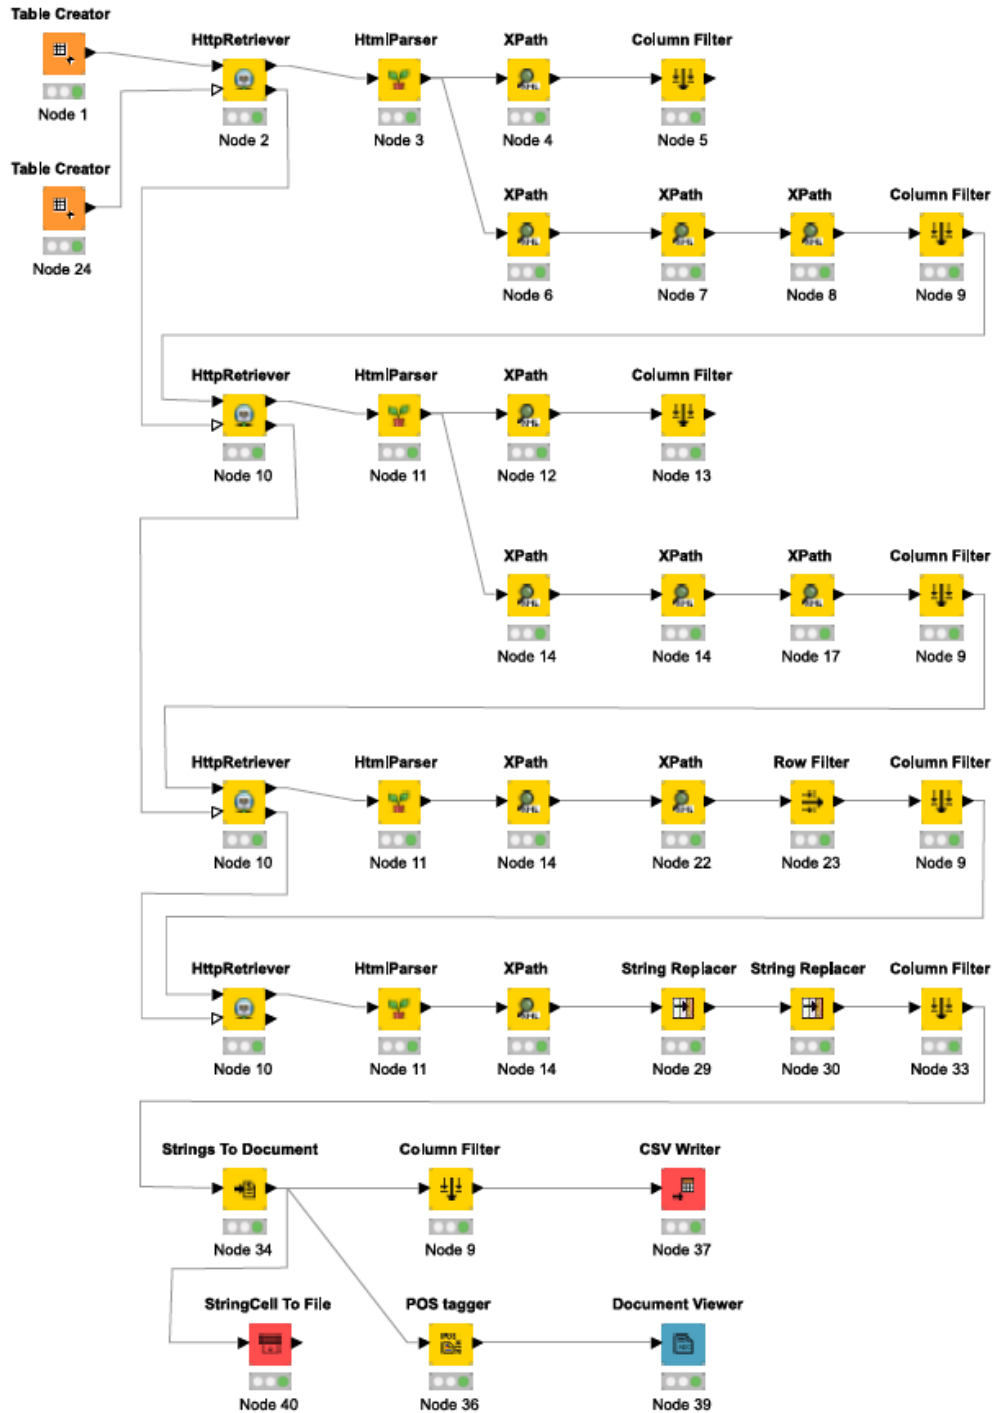 Table Creator
Node 1
HttpRetriever
Node 2
HtmlParser
Node 3
XPath
Node 4
Column Filter
Node 5
Table Creator
Node 24
XPath
Node 6
XPath
Node 7
XPath
Node 8
Column Filter
Node 9
HttpRetriever
Node 10
HtmlParser
Node 11
XPath
Node 12
Column Filter
Node 13
XPath
Node 14
XPath
Node 14
XPath
Node 17
Column Filter
Node 9
HttpRetriever
Node 10
HtmlParser
Node 11
XPath
Node 14
XPath
Node 22
Row Filter
Node 23
Column Filter
Node 9
HttpRetriever
Node 10
HtmlParser
Node 11
XPath
Node 14
String Replacer
Node 29
String Replacer
Node 30
Column Filter
Node 33
Strings To Document
Node 34
Column Filter
Node 9
CSV Writer
Node 37
StringCell To File
Node 40
POS tagger
Node 36
Document Viewer
Node 39